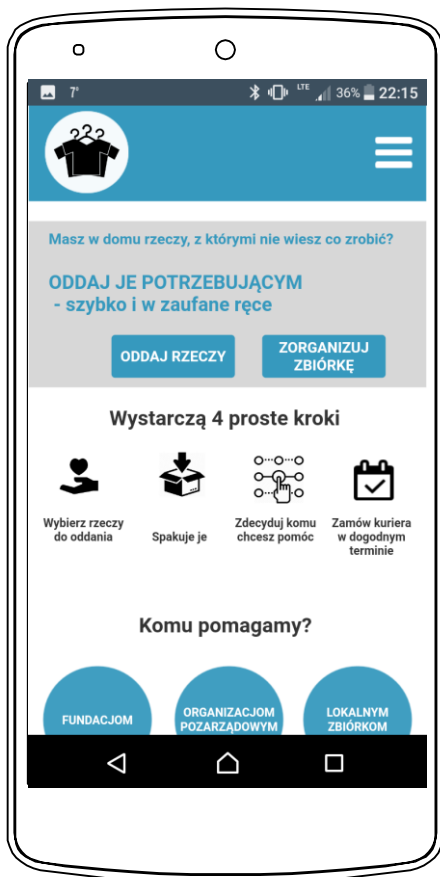 7°
LTE
36%
22:15
Masz w domu rzeczy, z którymi nie wiesz co zrobić?
ODDAJ JE POTRZEBUJĄCYM
- szybko i w zaufane ręce
ODDAJ RZECZY
ZORGANIZUJ
ZBIÓRKĘ
Wystarczą 4 proste kroki
Wybierz rzeczy
do oddania
Spakuje je
Zdecyduj komu
chcesz pomóc
Zamów kuriera
w dogodnym
terminie
Komu pomagamy?
FUNDACJOM
ORGANIZACJOM
POZARZĄDOWYM
LOKALNYM
ZBIÓRKOM